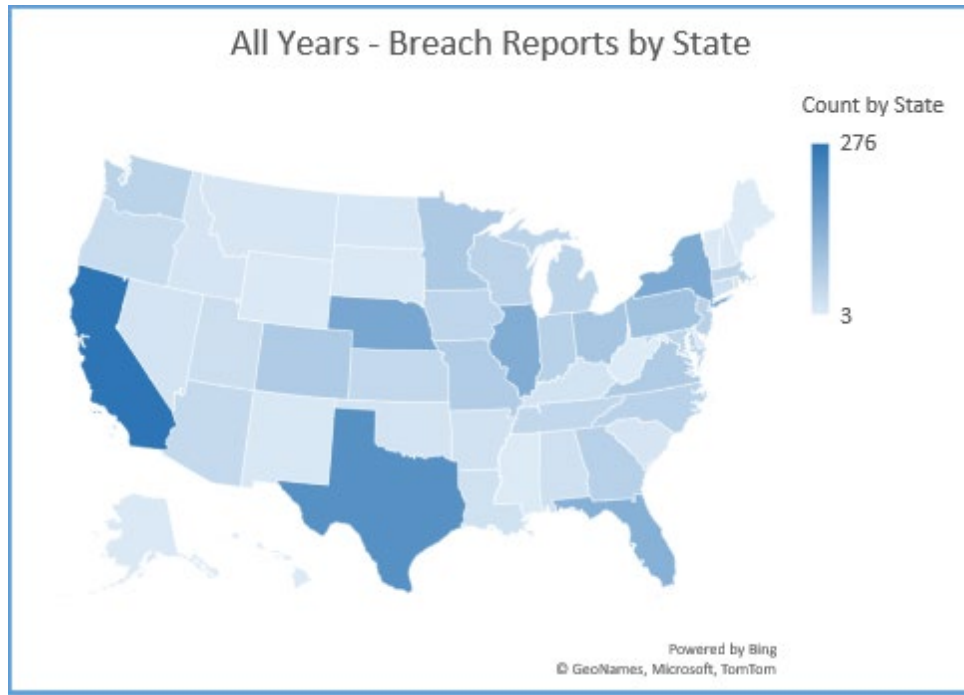 All Years - Breach Reports by State
Count by State
276
3
Powered by Bing
© GeoNames, Microsoft, TomTom